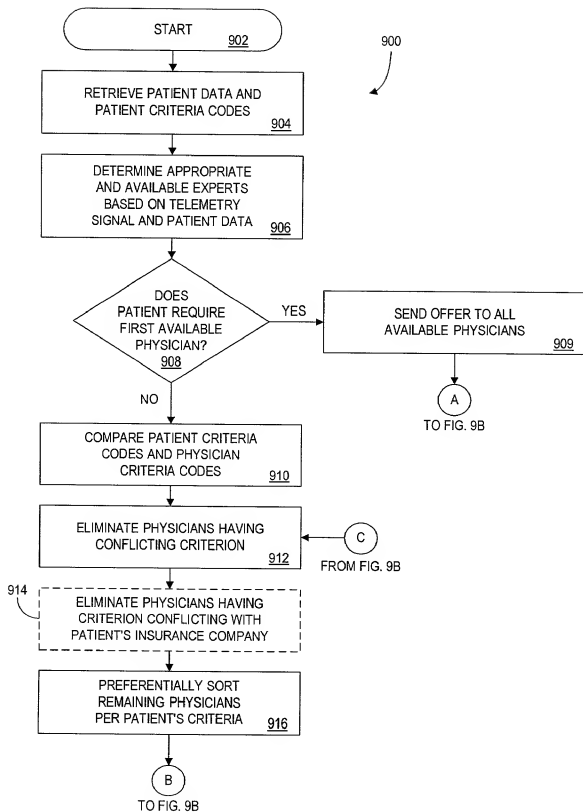 START
902
900
RETRIEVE PATIENT DATA AND
PATIENT CRITERIA CODES
904
DETERMINE APPROPRIATE
AND AVAILABLE EXPERTS
BASED ON TELEMETRY
SIGNAL AND PATIENT DATA
906
DOES
PATIENT REQUIRE
FIRST AVAILABLE
PHYSICIAN?
908
YES
SEND OFFER TO ALL
AVAILABLE PHYSICIANS
909
A
TO FIG. 9B
NO
COMPARE PATIENT CRITERIA
CODES AND PHYSICIAN
CRITERIA CODES
910
ELIMINATE PHYSICIANS HAVING
CONFLICTING CRITERION
912
C
FROM FIG. 9B
914
ELIMINATE PHYSICIANS HAVING
CRITERION CONFLICTING WITH
PATIENT'S INSURANCE COMPANY
PREFERENTIALLY SORT
REMAINING PHYSICIANS
PER PATIENT'S CRITERIA
916
B
TO FIG. 9B